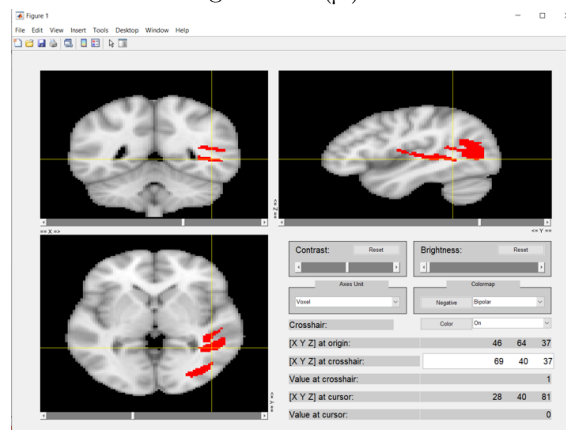 Figure 1
File Edit View Insert Tools Desktop Window Help
<= X =>
<= Y =>
Contrast: Reset Brightness: Reset
Axes Unit Colormap
Voxel Negative Bipolar
Crosshair: Color On
[X Y Z] at origin: 46 64 37
[X Y Z] at crosshair: 69 40 37
Value at crosshair: 1
[X Y Z] at cursor: 28 40 81
Value at cursor: 0